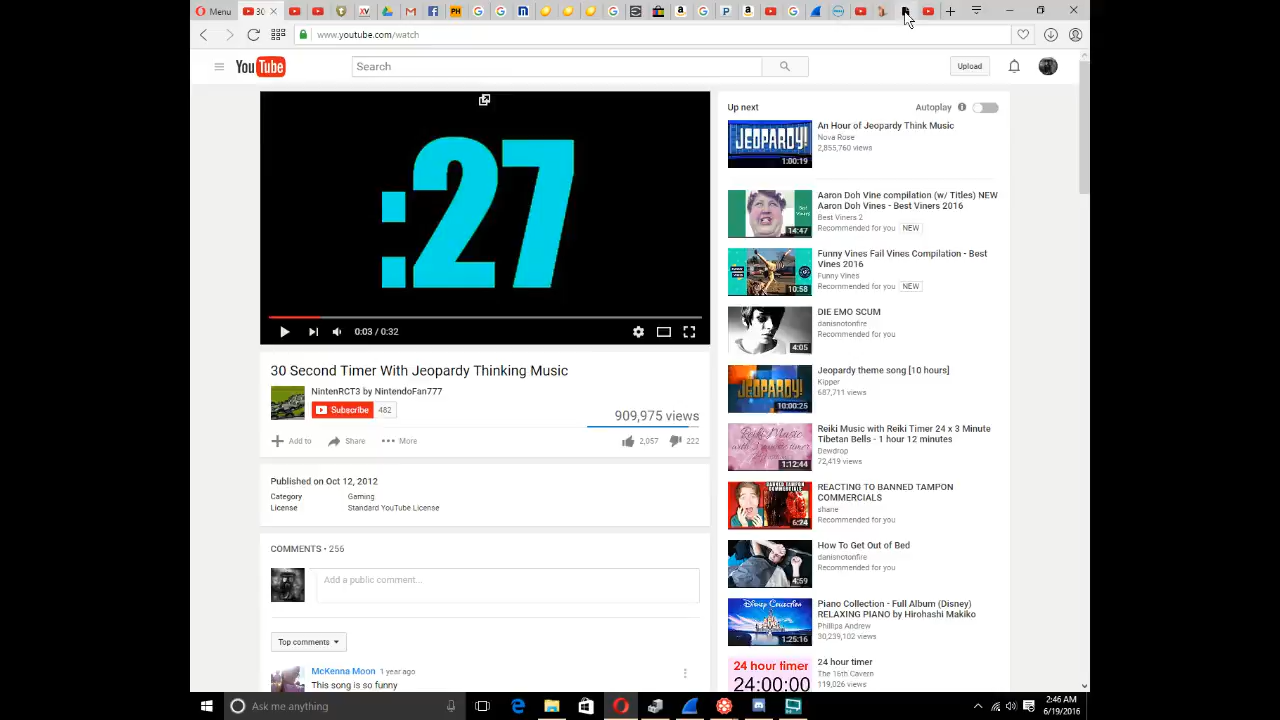 Menu
30
www.youtube.com/watch
YouTube
Search
Upload
:27
0:03 / 0:32
30 Second Timer With Jeopardy Thinking Music
NintenRCT3 by NintendoFan777
Subscribe 482
909,975 views
Add to Share More 2,057 222
Published on Oct 12, 2012
Category Gaming
License Standard YouTube License
COMMENTS • 256
Add a public comment...
Top comments
McKenna Moon 1 year ago
This song is so funny
Up next
Autoplay
JEOPARDY!
1:00:19
An Hour of Jeopardy Think Music
Nova Rose
2,855,760 views
14:47
Aaron Doh Vine compilation (w/ Titles) NEW
Aaron Doh Vines - Best Viners 2016
Best Viners 2
Recommended for you NEW
10:58
Funny Vines Fail Vines Compilation - Best
Vines 2016
Funny Vines
Recommended for you NEW
4:05
DIE EMO SCUM
danisnotonfire
Recommended for you
JEOPARDY!
10:00:25
Jeopardy theme song [10 hours]
Kipper
687,711 views
1:12:44
Reiki Music with Reiki Timer 24 x 3 Minute
Tibetan Bells - 1 hour 12 minutes
Dewdrop
72,419 views
6:24
REACTING TO BANNED TAMPON
COMMERCIALS
shane
Recommended for you
4:59
How To Get Out of Bed
danisnotonfire
Recommended for you
Disney Collection
1:25:16
Piano Collection - Full Album (Disney)
RELAXING PIANO by Hirohashi Makiko
Phillips Andrew
30,239,102 views
24 hour timer
24:00:00
24 hour timer
The 16th Cavern
119,026 views
Ask me anything
2:46 AM
6/19/2016